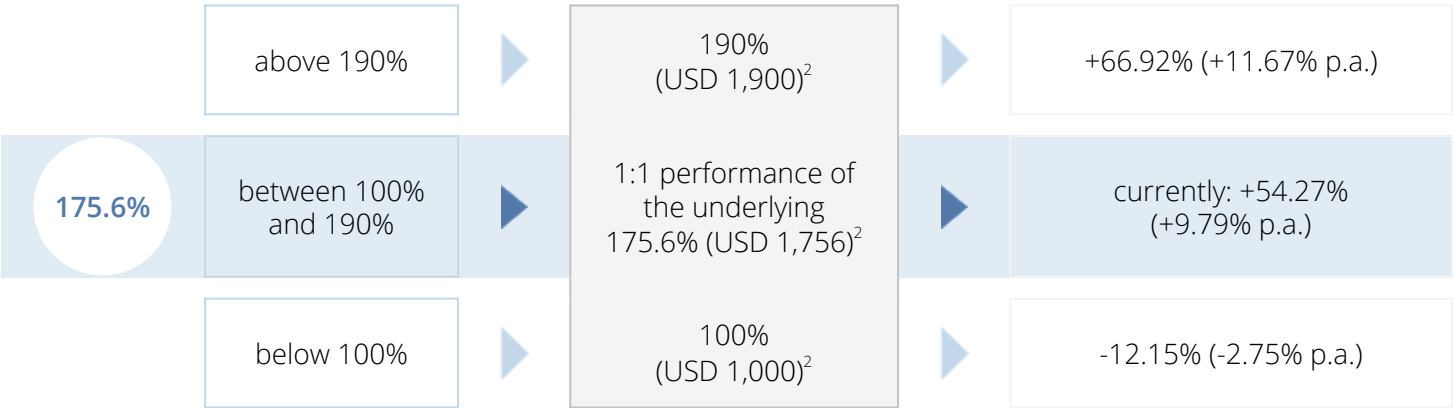 above 190%
190%
(USD 1,900)²
+66.92% (+11.67% p.a.)
175.6%
between 100%
and 190%
1:1 performance of
the underlying
175.6% (USD 1,756)²
currently: +54.27%
(+9.79% p.a.)
below 100%
100%
(USD 1,000)²
-12.15% (-2.75% p.a.)